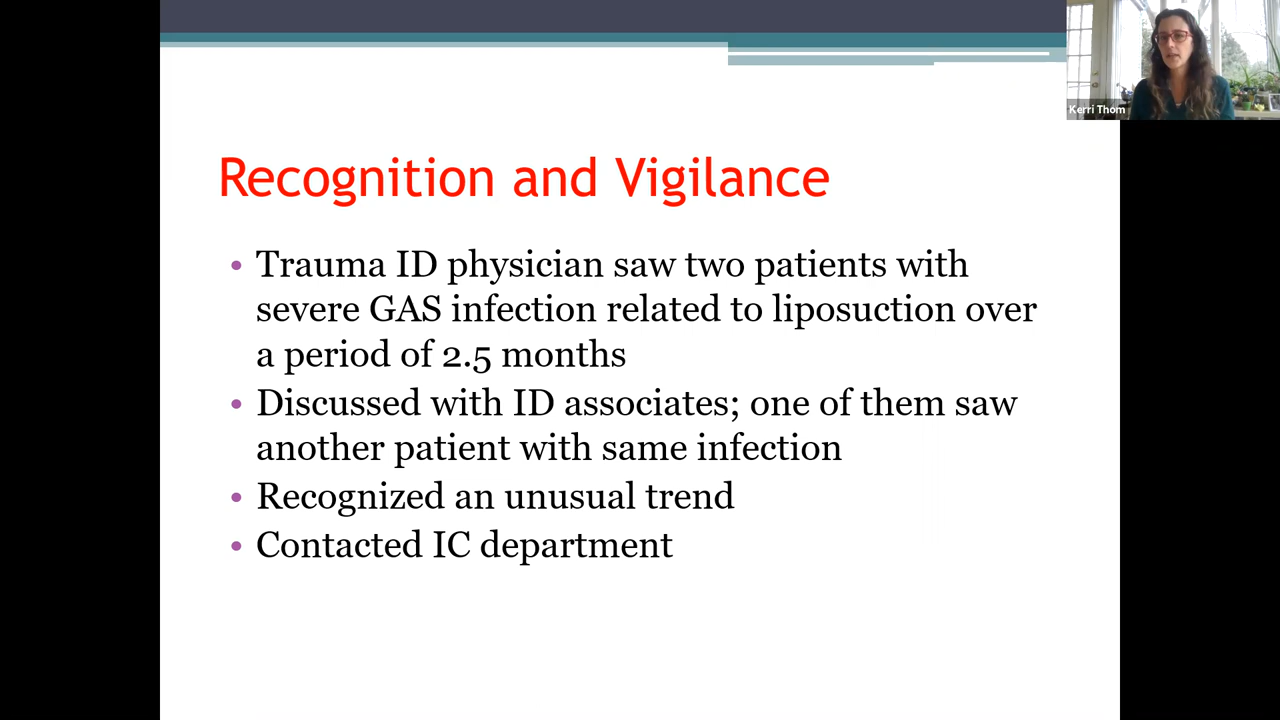 Kerri Thom
Recognition and Vigilance
• Trauma ID physician saw two patients with
severe GAS infection related to liposuction over
a period of 2.5 months
• Discussed with ID associates; one of them saw
another patient with same infection
• Recognized an unusual trend
• Contacted IC department